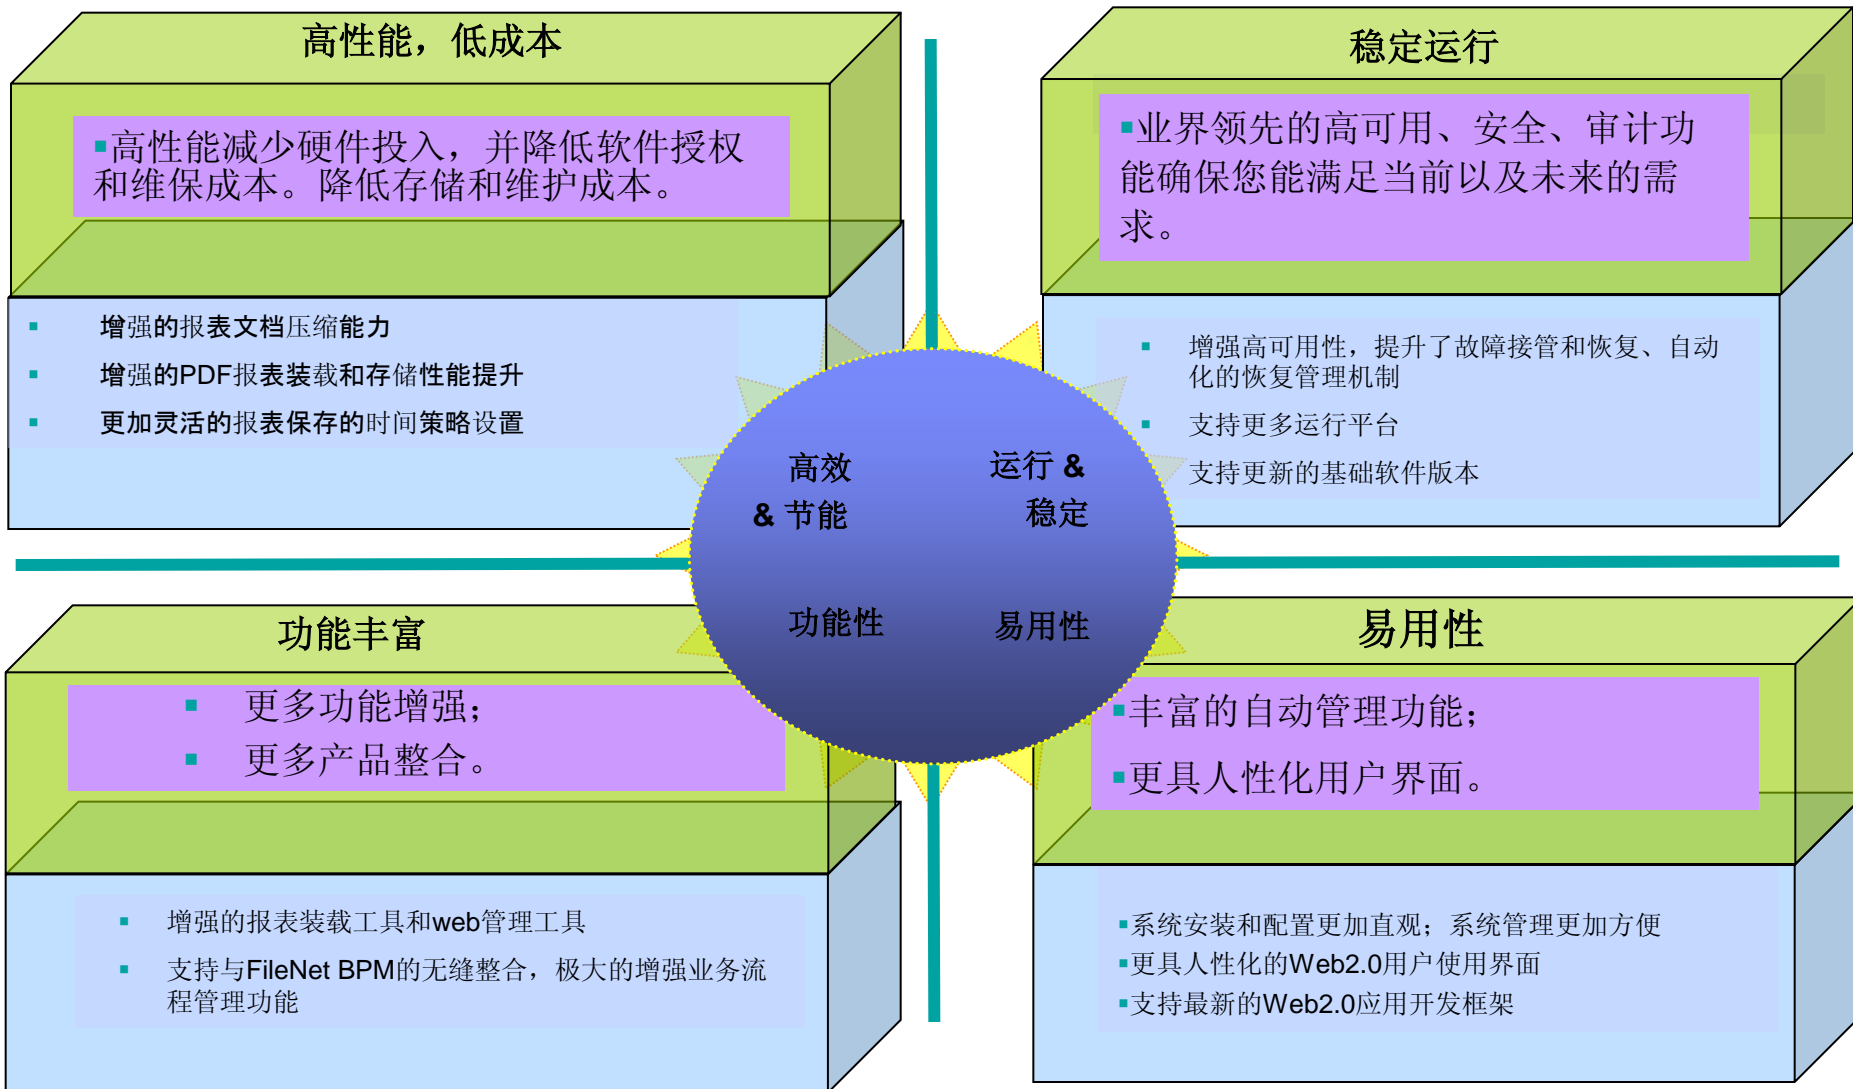 高性能，低成本
▪高性能减少硬件投入，并降低软件授权
和维保成本。降低存储和维护成本。
▪ 增强的报表文档压缩能力
▪ 增强的PDF报表装载和存储性能提升
▪ 更加灵活的报表保存的时间策略设置
稳定运行
▪业界领先的高可用、安全、审计功
能确保您能满足当前以及未来的需
求。
▪ 增强高可用性，提升了故障接管和恢复、自动
化的恢复管理机制
▪ 支持更多运行平台
▪ 支持更新的基础软件版本
高效
& 节能
运行 &
稳定
功能性
易用性
功能丰富
▪ 更多功能增强；
▪ 更多产品整合。
▪ 增强的报表装载工具和web管理工具
▪ 支持与FileNet BPM的无缝整合，极大的增强业务流
程管理功能
易用性
▪丰富的自动管理功能；
▪更具人性化用户界面。
▪系统安装和配置更加直观；系统管理更加方便
▪更具人性化的Web2.0用户使用界面
▪支持最新的Web2.0应用开发框架